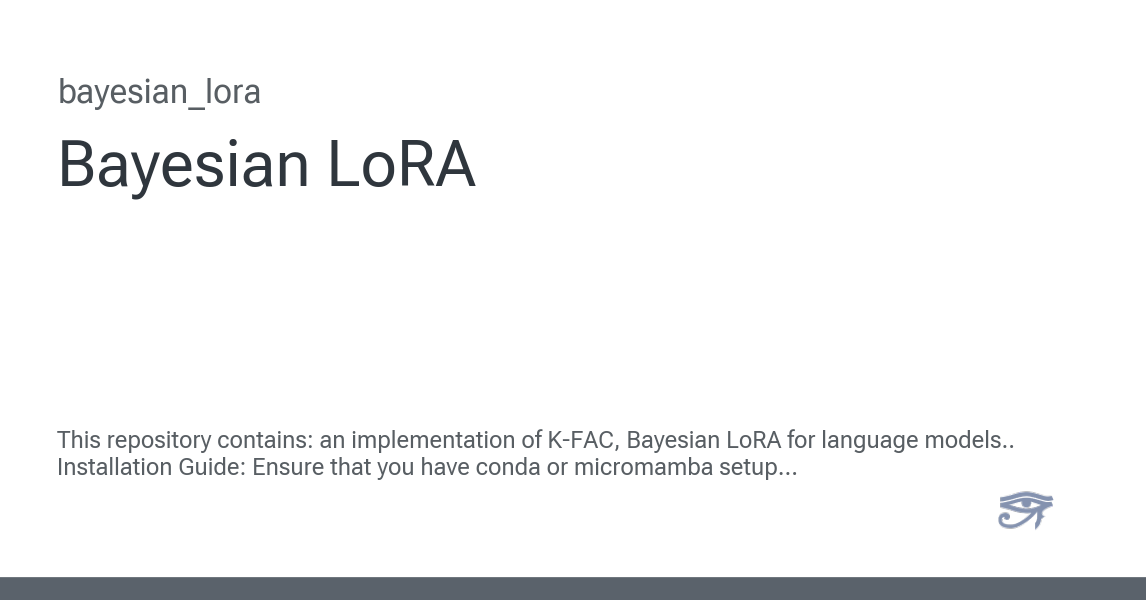 bayesian_lora
Bayesian LoRA
This repository contains: an implementation of K-FAC, Bayesian LoRA for language models..
Installation Guide: Ensure that you have conda or micromamba setup...